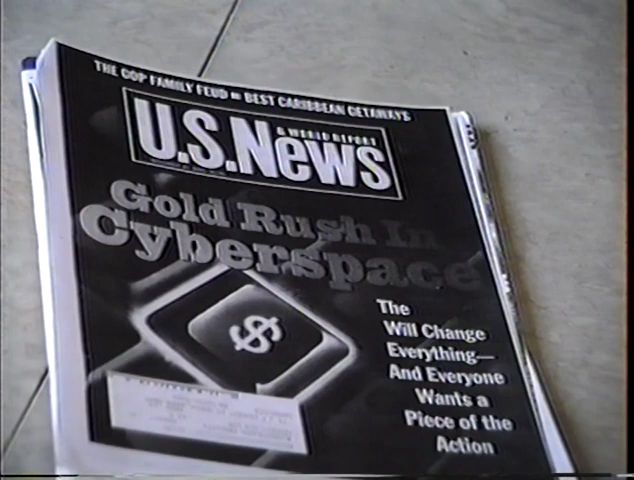 THE GOP FAMILY FEUD ■ BEST CARIBBEAN GETAWAYS
& WORLD REPORT
U.S.News
Gold Rush In
Cyberspace
$
The
Will Change
Everything—
And Everyone
Wants a
Piece of the
Action